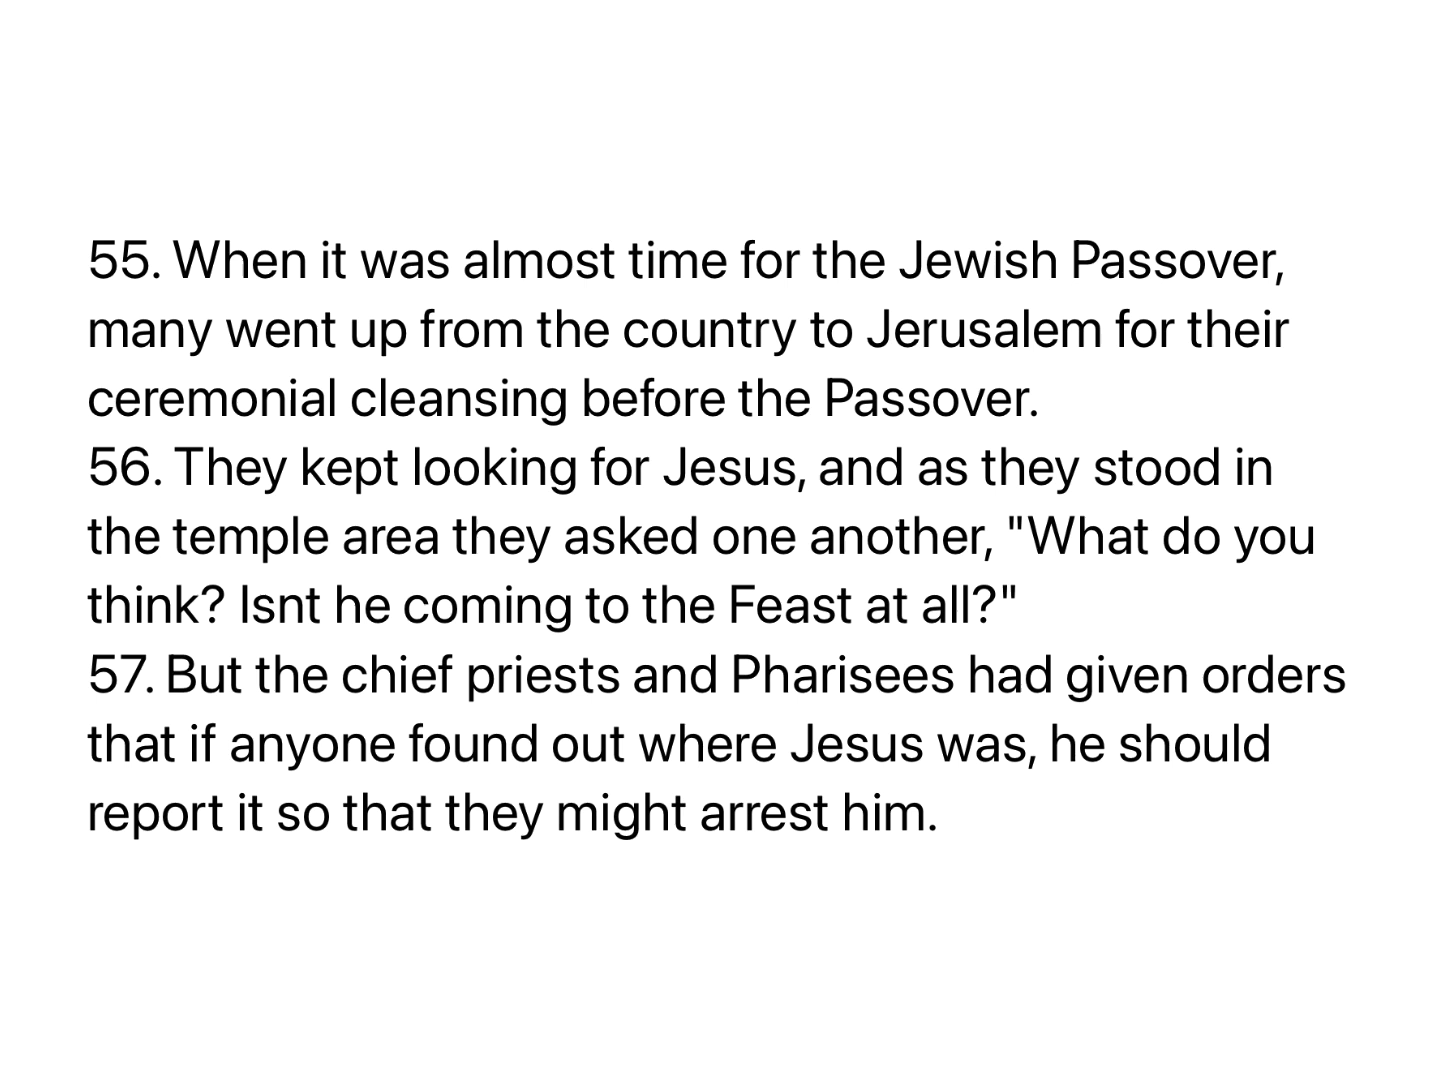 55. When it was almost time for the Jewish Passover,
many went up from the country to Jerusalem for their
ceremonial cleansing before the Passover.
56. They kept looking for Jesus, and as they stood in
the temple area they asked one another, "What do you
think? Isnt he coming to the Feast at all?"
57. But the chief priests and Pharisees had given orders
that if anyone found out where Jesus was, he should
report it so that they might arrest him.